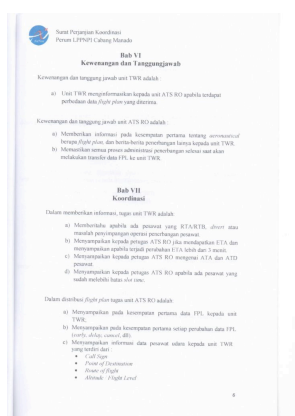 Surat Perjanjian Koordinasi
Perum LPPNPI Cabang Manado
Bab VI
Kewenangan dan Tanggungjawab
Kewenangan dan tanggung jawab unit TWR adalah :
a) Unit TWR menginformasikan kepada unit ATS RO apabila terdapat
perbedaan data flight plan yang diterima.
Kewenangan dan tanggung jawab unit ATS RO adalah :
a) Memberikan informasi pada kesempatan pertama tentang aeronautical
berupa flight plan, dan berita-berita penerbangan lainya kepada unit TWR.
b) Memastikan semua proses administrasi penerbangan selesai saat akan
melakukan transfer data FPL ke unit TWR
Bab VII
Koordinasi
Dalam memberikan informasi, tugas unit TWR adalah
a) Memberitahu apabila ada pesawat yang RTA/RTB, divert atau
masalah penyimpangan operasi penerbangan pesawat.
b) Menyampaikan kepada petugas ATS RO jika mendapatkan ETA dan
menyampaikan apabila terjadi perubahan ETA lebih dari 3 menit.
c) Menyampaikan kepada petugas ATS RO mengenai ATA dan ATD
pesawat
d) Menyampaikan kepada petugas ATS RO apabila ada pesawat yang
sudah melebihi batas slot time.
Dalam distribusi flight plan tugas unit ATS RO adalah
a) Menyampaikan pada kesempatan pertama data FPL kepada unit
TWR,
b) Menyampaikan pada kesempatan pertama setiap perubahan data FPL
(early, delay, cancel, dll).
c) Menyampaikan informasi data pesawat udara kepada unit TWR
yang terdiri dari :
• Call Sign
• Point of Destination
• Route of flight
• Altitude / Flight Level